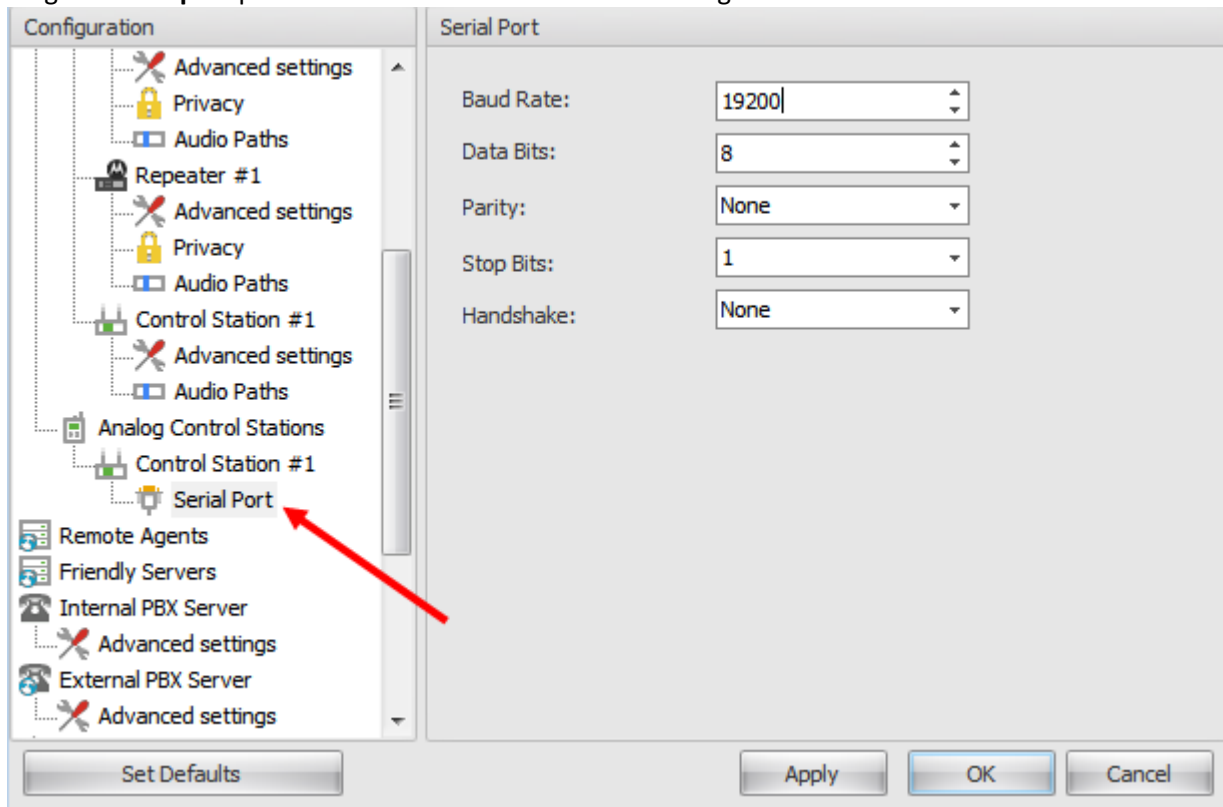 Configuration
Advanced settings
Privacy
Audio Paths
Repeater #1
Advanced settings
Privacy
Audio Paths
Control Station #1
Advanced settings
Audio Paths
Analog Control Stations
Control Station #1
Serial Port
Remote Agents
Friendly Servers
Internal PBX Server
Advanced settings
External PBX Server
Advanced settings
Set Defaults
Serial Port
Baud Rate: 19200
Data Bits: 8
Parity: None
Stop Bits: 1
Handshake: None
Apply OK Cancel